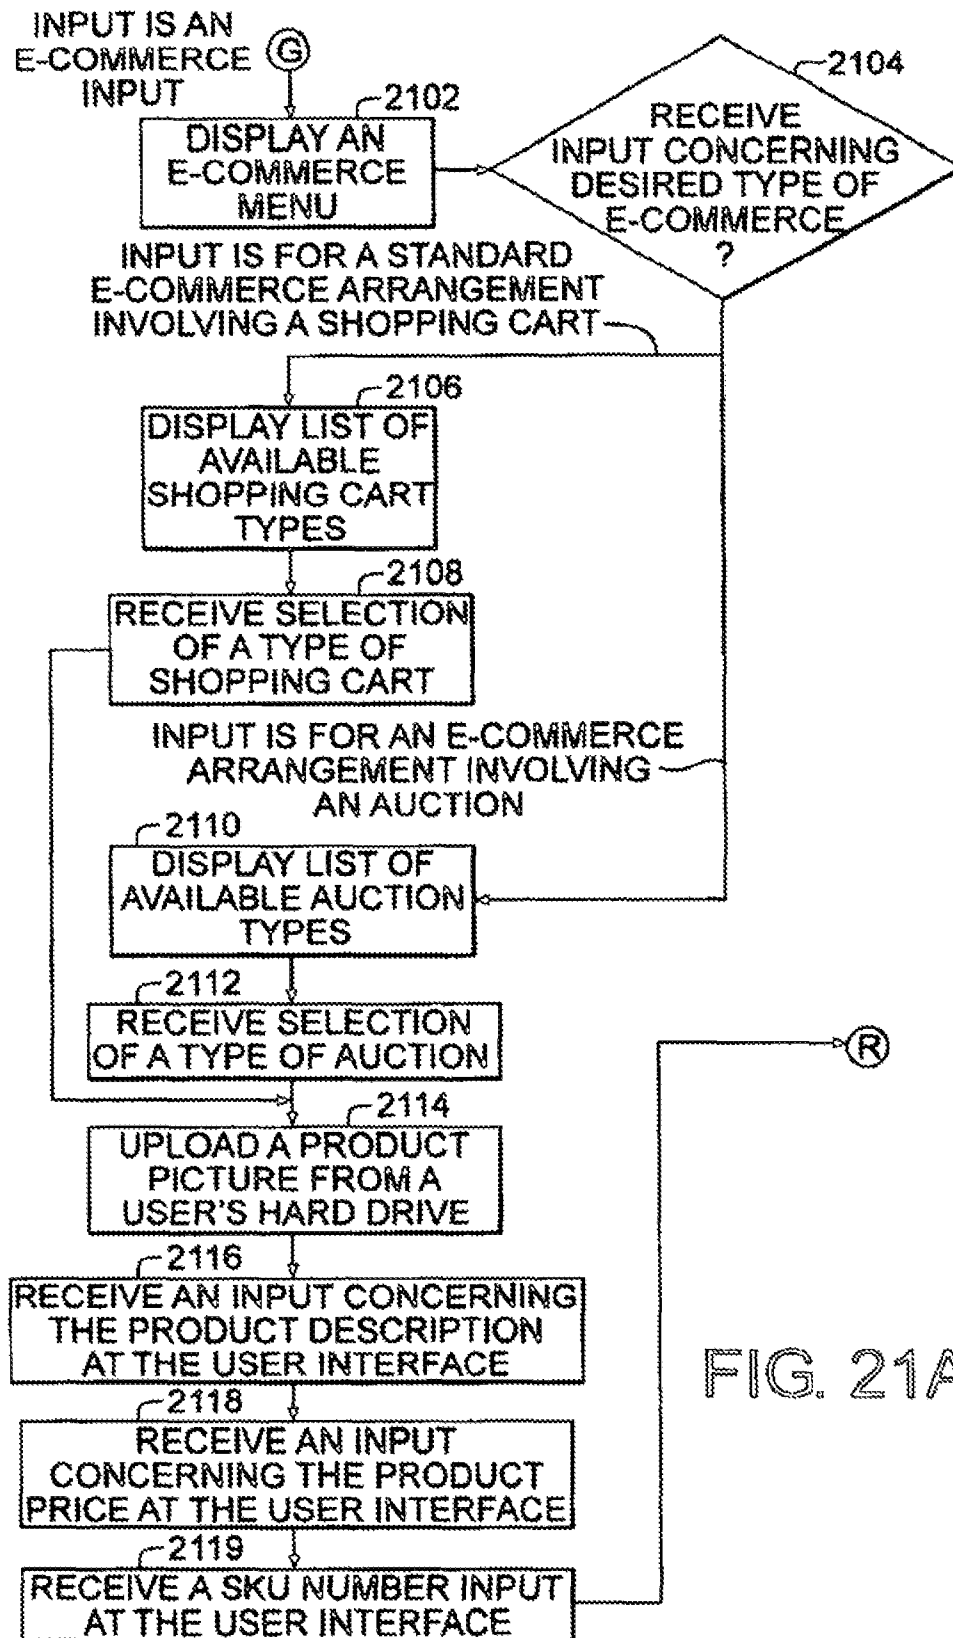 INPUT IS AN
E-COMMERCE
INPUT
G
2102
DISPLAY AN
E-COMMERCE
MENU
2104
RECEIVE
INPUT CONCERNING
DESIRED TYPE OF
E-COMMERCE
?
INPUT IS FOR A STANDARD
E-COMMERCE ARRANGEMENT
INVOLVING A SHOPPING CART
2106
DISPLAY LIST OF
AVAILABLE
SHOPPING CART
TYPES
2108
RECEIVE SELECTION
OF A TYPE OF
SHOPPING CART
INPUT IS FOR AN E-COMMERCE
ARRANGEMENT INVOLVING
AN AUCTION
2110
DISPLAY LIST OF
AVAILABLE AUCTION
TYPES
2112
RECEIVE SELECTION
OF A TYPE OF AUCTION
R
2114
UPLOAD A PRODUCT
PICTURE FROM A
USER'S HARD DRIVE
2116
RECEIVE AN INPUT CONCERNING
THE PRODUCT DESCRIPTION
AT THE USER INTERFACE
2118
RECEIVE AN INPUT
CONCERNING THE PRODUCT
PRICE AT THE USER INTERFACE
2119
RECEIVE A SKU NUMBER INPUT
AT THE USER INTERFACE
FIG. 21A